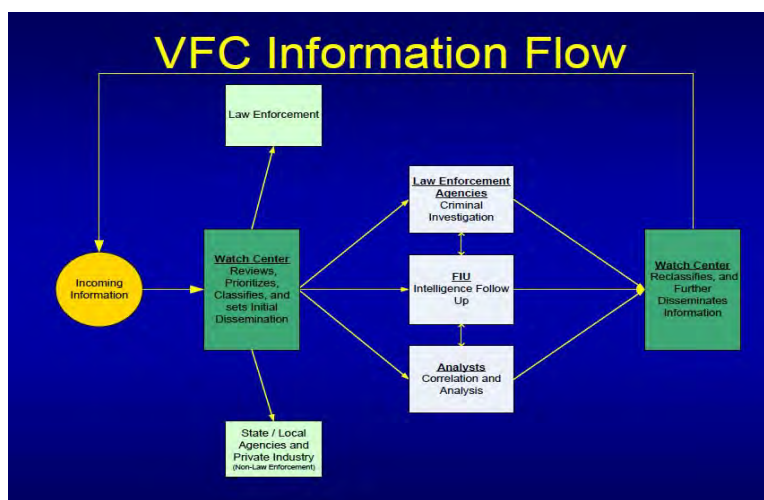 VFC Information Flow
Law Enforcement
Law Enforcement
Agencies
Criminal
Investigation
Incoming
Information
Watch Center
Reviews,
Prioritizes,
Classifies, and
sets Initial
Dissemination
FIU
Intelligence Follow
Up
Watch Center
Reclassifies, and
Further
Disseminates
Information
Analysts
Correlation and
Analysis
State / Local
Agencies and
Private Industry
(Non-Law Enforcement)